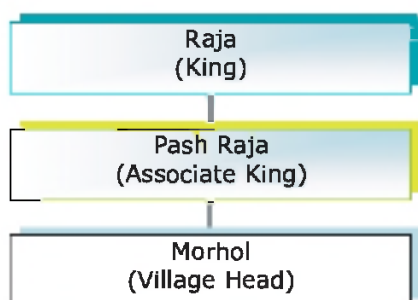 Raja
(King)
Pash Raja
(Associate King)
Morhol
(Village Head)